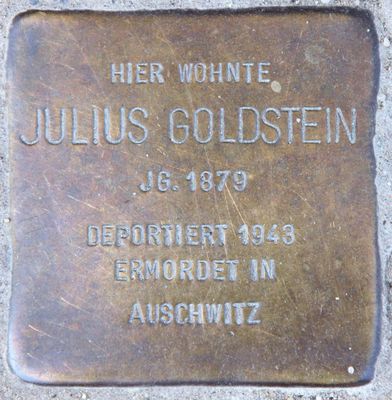 HIER WOHNTE
JULIUS GOLDSTEIN
JG. 1879
DEPORTIERT 1943
ERMORDET IN
AUSCHWITZ